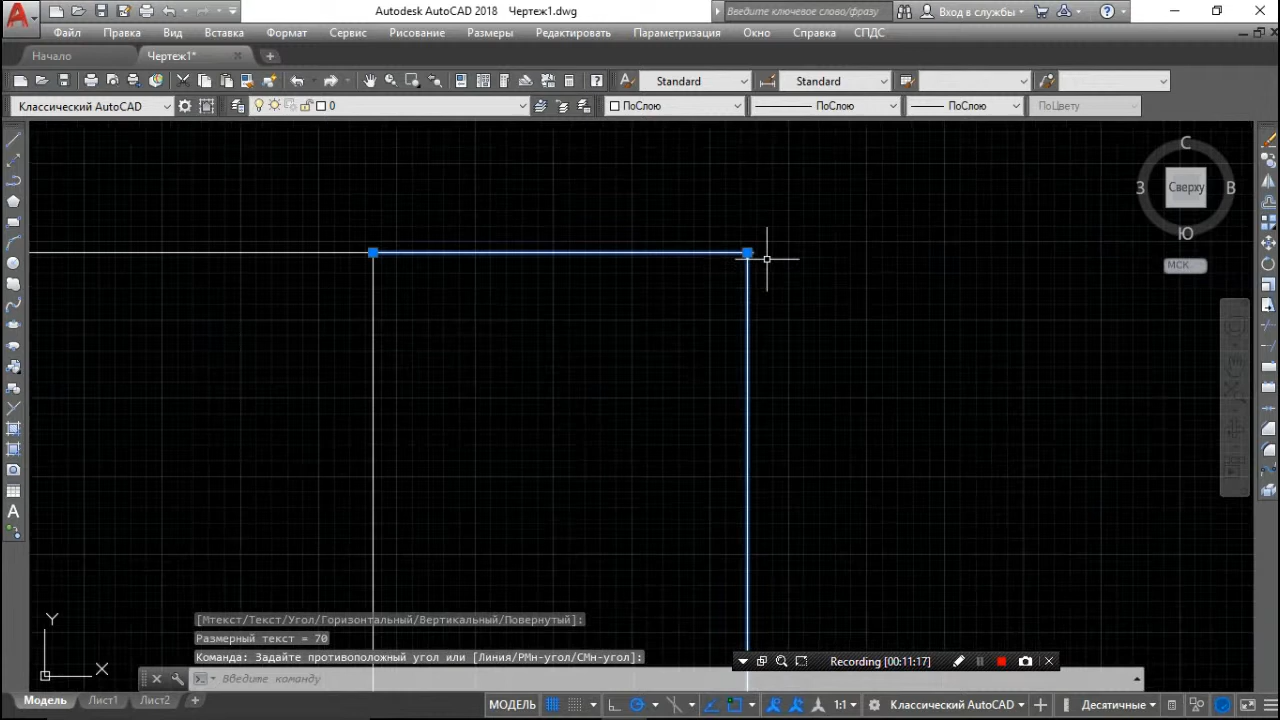 Autodesk AutoCAD 2018 Чертеж1.dwg
Введите ключевое слово/фразу
Вход в службы
Файл Правка Вид Вставка Формат Сервис Рисование Размеры Редактировать Параметризация Окно Справка СПДС
Начало Чертеж1*
Standard Standard
Классический AutoCAD 0 ПоСлою ПоСлою ПоСлою ПоЦвету
С
З Сверху В
Ю
МСК
[Мтекст/Текст/Угол/Горизонтальный/Вертикальный/Повернутый]:
Размерный текст = 70
Команда: Задайте противоположный угол или [Линия/РМн-угол/СМн-угол]:
Recording [00:11:17]
Введите команду
Y
X
Модель Лист1 Лист2 МОДЕЛЬ 1:1 Классический AutoCAD Десятичные